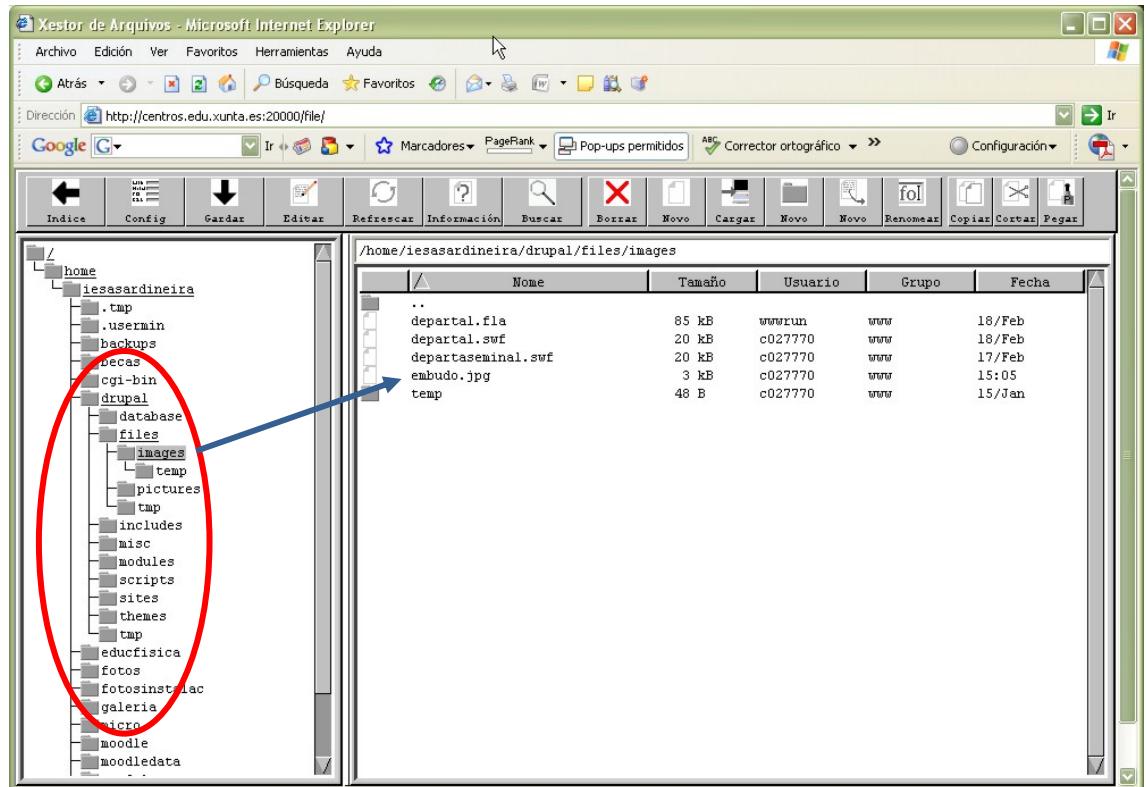 Xestor de Arquivos - Microsoft Internet Explorer
Archivo Edición Ver Favoritos Herramientas Ayuda
Atrás Búsqueda Favoritos
Dirección http://centros.edu.xunta.es:20000/file/ Ir
Google G Ir Marcadores PageRank Pop-ups permitidos ABC Corrector ortográfico » Configuración
Indice Config Gardar Editar Refrescar Información Buscar Borrar Novo Cargar Novo Novo Renomear Copiar Cortar Pegar
foI
/home/iesasardineira/drupal/files/images
Nome Tamaño Usuario Grupo Fecha
..
departal.fla 85 kB wwwrun www 18/Feb
departal.swf 20 kB c027770 www 18/Feb
departaseminal.swf 20 kB c027770 www 17/Feb
embudo.jpg 3 kB c027770 www 15:05
temp 48 B c027770 www 15/Jan
/
home
iesasardineira
.tmp
.usermin
backups
becas
cgi-bin
drupal
database
files
images
temp
pictures
tmp
includes
misc
modules
scripts
sites
themes
tmp
educfisica
fotos
fotosinstalac
galeria
micro
moodle
moodledata